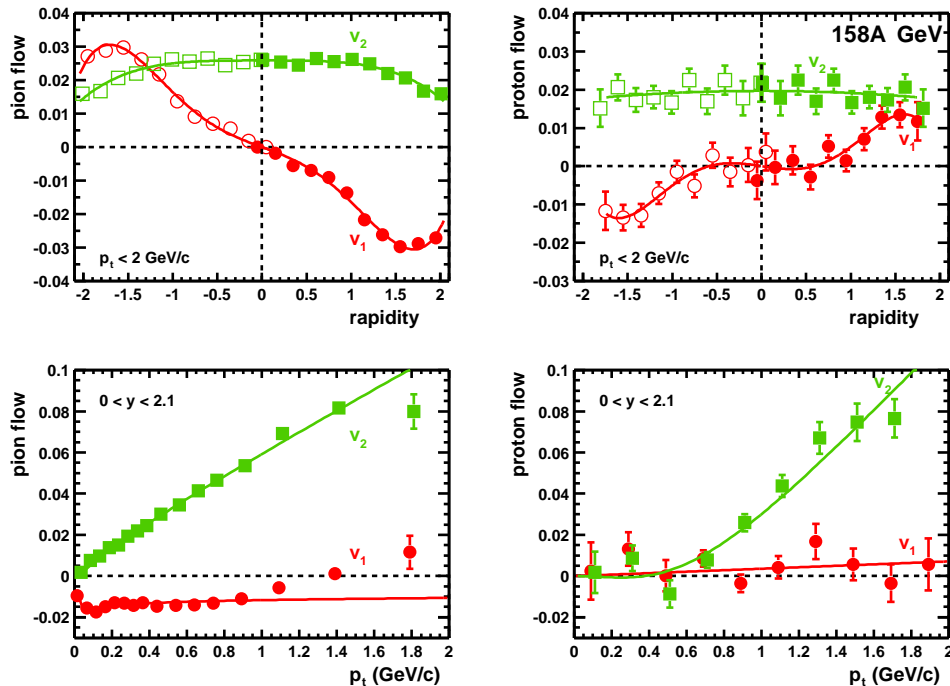 pion flow
0.04
0.03
0.02
0.01
0
-0.01
-0.02
-0.03
-0.04
v2
v1
p_t < 2 GeV/c
-2 -1.5 -1 -0.5 0 0.5 1 1.5 2
rapidity
proton flow
0.04
0.03
0.02
0.01
0
-0.01
-0.02
-0.03
158A GeV
v2
v1
p_t < 2 GeV/c
-2 -1.5 -1 -0.5 0 0.5 1 1.5 2
rapidity
pion flow
0.1
0.08
0.06
0.04
0.02
0
-0.02
0 < y < 2.1
v2
v1
0 0.2 0.4 0.6 0.8 1 1.2 1.4 1.6 1.8 2
p_t (GeV/c)
proton flow
0.1
0.08
0.06
0.04
0.02
0
-0.02
0 < y < 2.1
v2
v1
0 0.2 0.4 0.6 0.8 1 1.2 1.4 1.6 1.8 2
p_t (GeV/c)